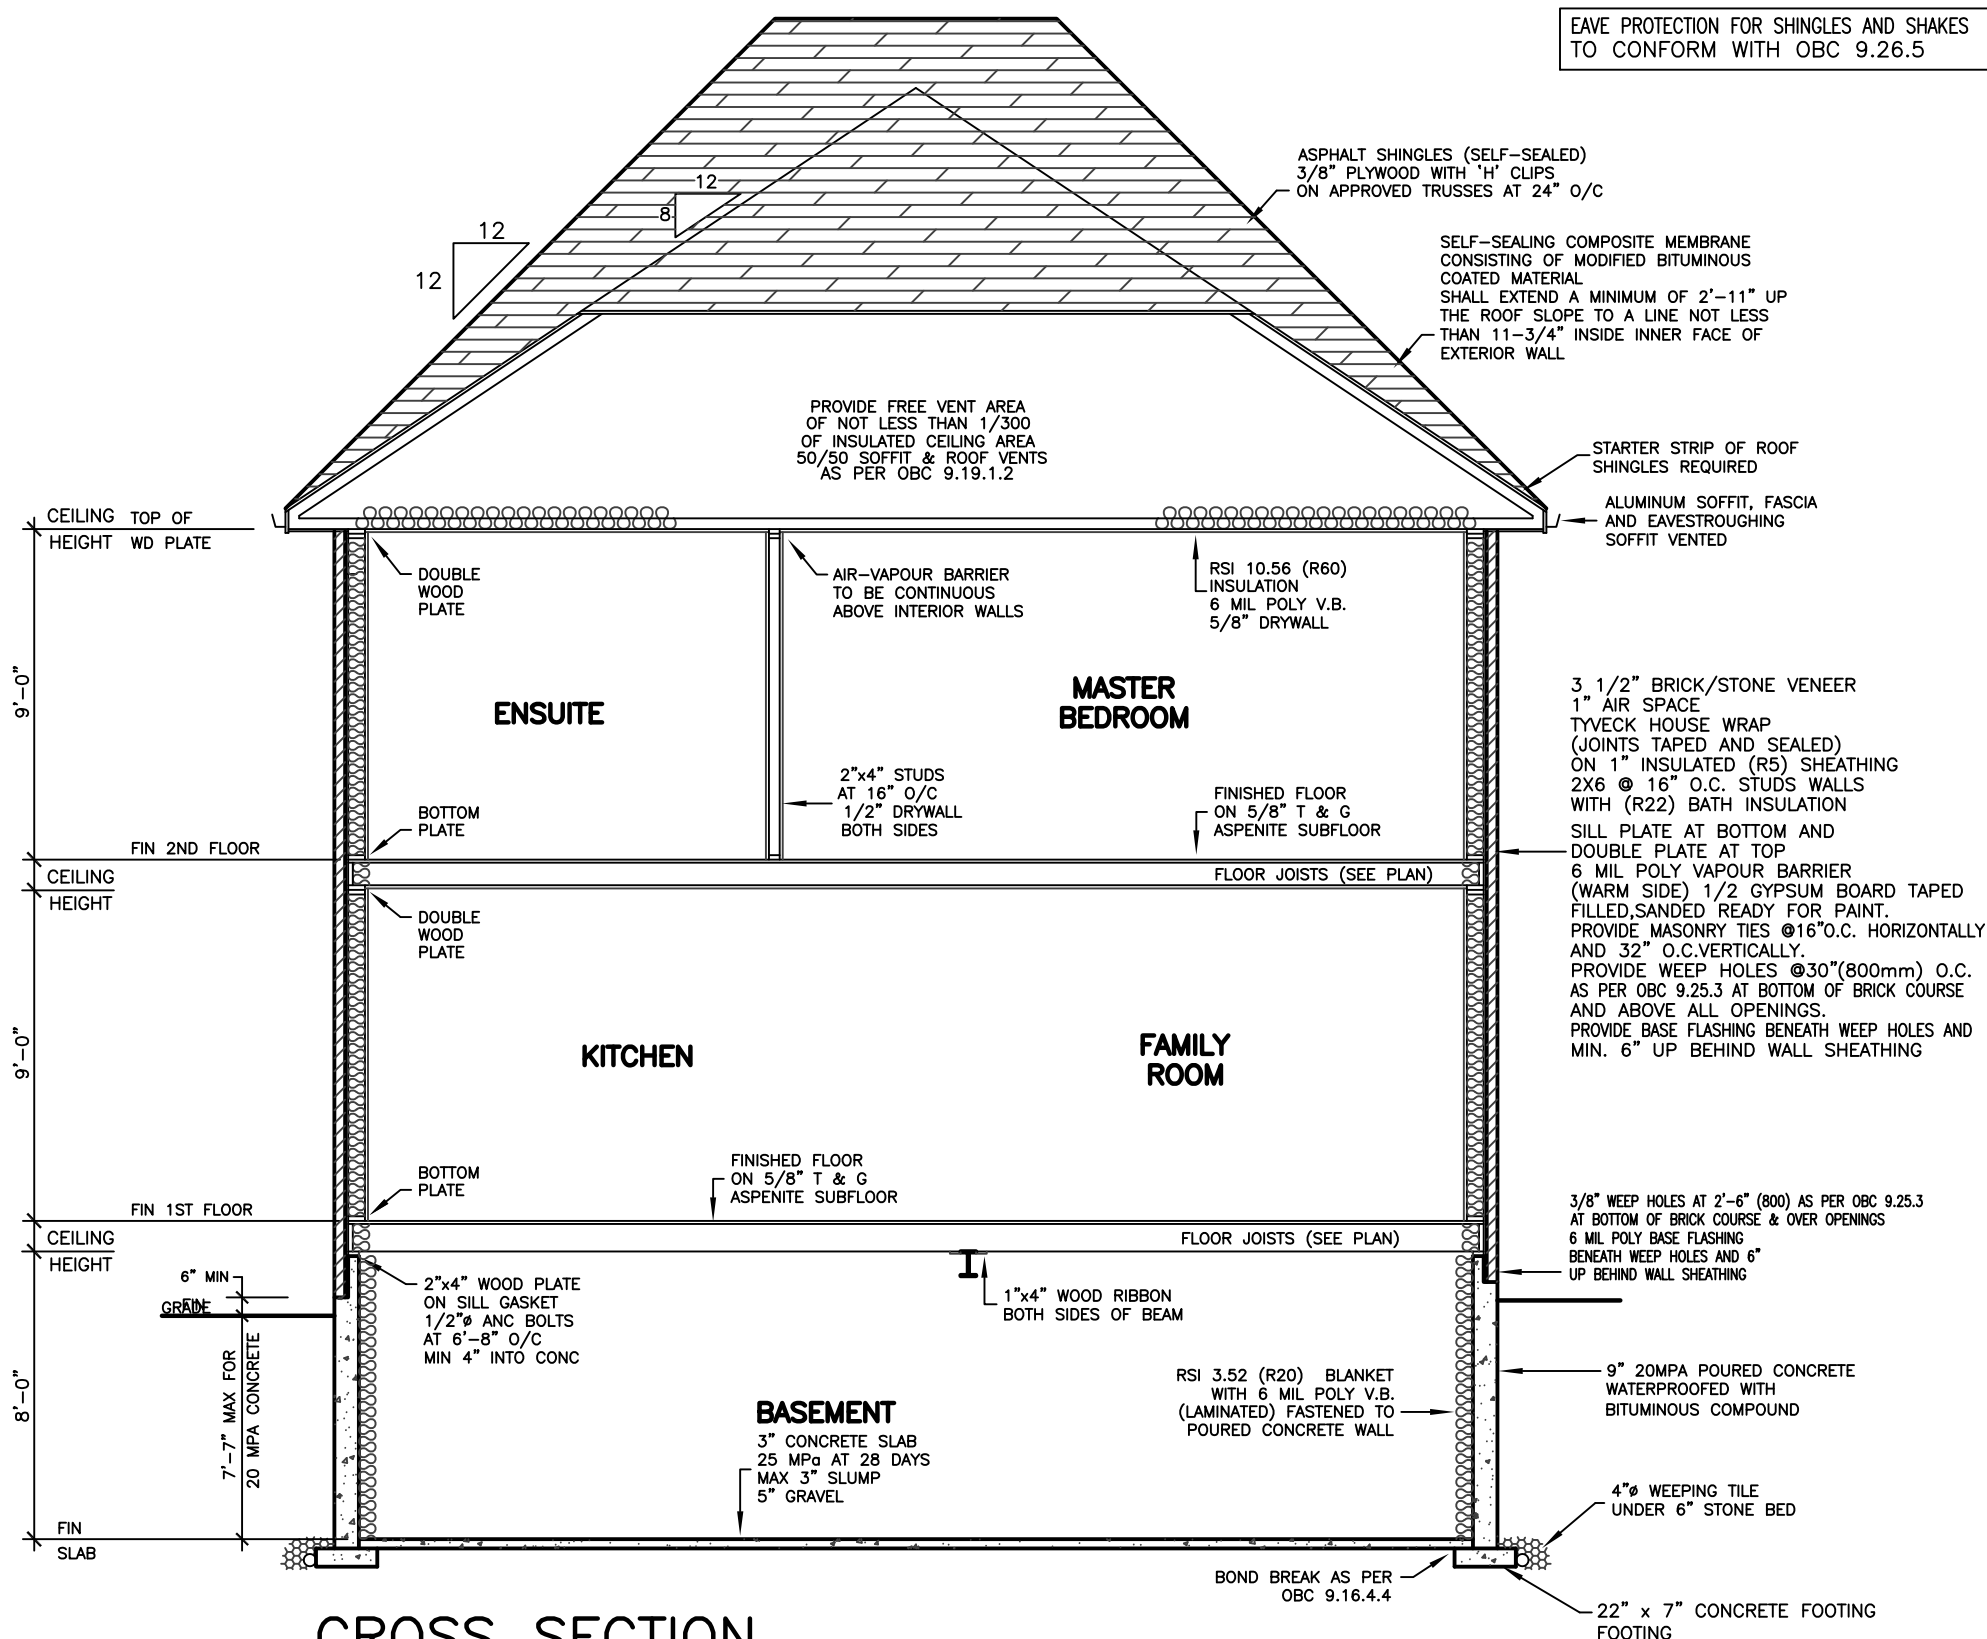 EAVE PROTECTION FOR SHINGLES AND SHAKES
TO CONFORM WITH OBC 9.26.5
ASPHALT SHINGLES (SELF-SEALED)
3/8" PLYWOOD WITH 'H' CLIPS
ON APPROVED TRUSSES AT 24" O/C
12
8
12
12
SELF-SEALING COMPOSITE MEMBRANE
CONSISTING OF MODIFIED BITUMINOUS
COATED MATERIAL
SHALL EXTEND A MINIMUM OF 2'-11" UP
THE ROOF SLOPE TO A LINE NOT LESS
THAN 11-3/4" INSIDE INNER FACE OF
EXTERIOR WALL
PROVIDE FREE VENT AREA
OF NOT LESS THAN 1/300
OF INSULATED CEILING AREA
50/50 SOFFIT & ROOF VENTS
AS PER OBC 9.19.1.2
STARTER STRIP OF ROOF
SHINGLES REQUIRED
ALUMINUM SOFFIT, FASCIA
AND EAVESTROUGHING
SOFFIT VENTED
CEILING
HEIGHT
TOP OF
WD PLATE
DOUBLE
WOOD
PLATE
AIR-VAPOUR BARRIER
TO BE CONTINUOUS
ABOVE INTERIOR WALLS
RSI 10.56 (R60)
INSULATION
6 MIL POLY V.B.
5/8" DRYWALL
9'-0"
ENSUITE
MASTER
BEDROOM
3 1/2" BRICK/STONE VENEER
1" AIR SPACE
TYVECK HOUSE WRAP
(JOINTS TAPED AND SEALED)
ON 1" INSULATED (R5) SHEATHING
2X6 @ 16" O.C. STUDS WALLS
WITH (R22) BATH INSULATION
SILL PLATE AT BOTTOM AND
DOUBLE PLATE AT TOP
6 MIL POLY VAPOUR BARRIER
(WARM SIDE) 1/2 GYPSUM BOARD TAPED
FILLED,SANDED READY FOR PAINT.
PROVIDE MASONRY TIES @16"O.C. HORIZONTALLY
AND 32" O.C.VERTICALLY.
PROVIDE WEEP HOLES @30"(800mm) O.C.
AS PER OBC 9.25.3 AT BOTTOM OF BRICK COURSE
AND ABOVE ALL OPENINGS.
PROVIDE BASE FLASHING BENEATH WEEP HOLES AND
MIN. 6" UP BEHIND WALL SHEATHING
2"x4" STUDS
AT 16" O/C
1/2" DRYWALL
BOTH SIDES
FINISHED FLOOR
ON 5/8" T & G
ASPENITE SUBFLOOR
BOTTOM
PLATE
FIN 2ND FLOOR
CEILING
HEIGHT
FLOOR JOISTS (SEE PLAN)
DOUBLE
WOOD
PLATE
9'-0"
KITCHEN
FAMILY
ROOM
BOTTOM
PLATE
FINISHED FLOOR
ON 5/8" T & G
ASPENITE SUBFLOOR
FIN 1ST FLOOR
CEILING
HEIGHT
FLOOR JOISTS (SEE PLAN)
3/8" WEEP HOLES AT 2'-6" (800) AS PER OBC 9.25.3
AT BOTTOM OF BRICK COURSE & OVER OPENINGS
6 MIL POLY BASE FLASHING
BENEATH WEEP HOLES AND 6"
UP BEHIND WALL SHEATHING
6" MIN
FIN
GRADE
2"x4" WOOD PLATE
ON SILL GASKET
1/2"ø ANC BOLTS
AT 6'-8" O/C
MIN 4" INTO CONC
1"x4" WOOD RIBBON
BOTH SIDES OF BEAM
8'-0"
7'-7" MAX FOR
20 MPA CONCRETE
RSI 3.52 (R20) BLANKET
WITH 6 MIL POLY V.B.
(LAMINATED) FASTENED TO
POURED CONCRETE WALL
9" 20MPA POURED CONCRETE
WATERPROOFED WITH
BITUMINOUS COMPOUND
BASEMENT
3" CONCRETE SLAB
25 MPa AT 28 DAYS
MAX 3" SLUMP
5" GRAVEL
4"ø WEEPING TILE
UNDER 6" STONE BED
FIN
SLAB
BOND BREAK AS PER
OBC 9.16.4.4
22" x 7" CONCRETE FOOTING
FOOTING
CROSS SECTION